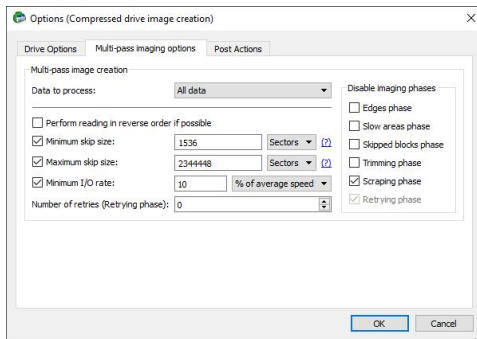 Options (Compressed drive image creation)
Drive Options Multi-pass imaging options Post Actions
Multi-pass image creation
Data to process: All data
Perform reading in reverse order if possible
Minimum skip size: 1536 Sectors (?)
Maximum skip size: 2344448 Sectors (?)
Minimum I/O rate: 10 % of average speed
Number of retries (Retrying phase): 0
Disable imaging phases
Edges phase
Slow areas phase
Skipped blocks phase
Trimming phase
Scraping phase
Retrying phase
OK Cancel